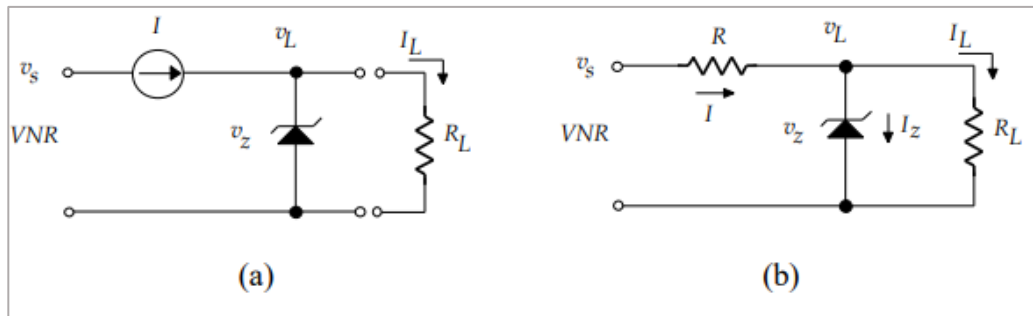 I
v_L
I_L
v_s
VNR
v_z
R_L
(a)
R
v_L
I_L
v_s
I
VNR
v_z
I_z
R_L
(b)